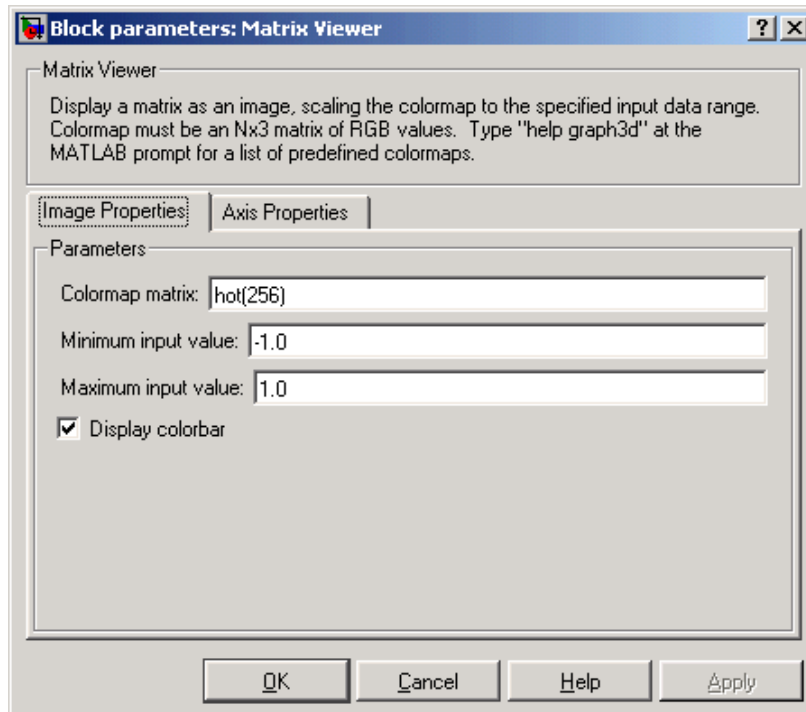 Block parameters: Matrix Viewer
Matrix Viewer
Display a matrix as an image, scaling the colormap to the specified input data range.
Colormap must be an Nx3 matrix of RGB values.  Type "help graph3d" at the
MATLAB prompt for a list of predefined colormaps.
Image Properties Axis Properties
Parameters
Colormap matrix: hot(256)
Minimum input value: -1.0
Maximum input value: 1.0
Display colorbar
OK Cancel Help Apply